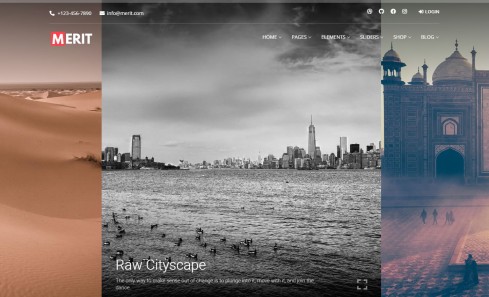 +123-456-7890 info@merit.com LOGIN
MERIT HOME PAGES ELEMENTS SLIDERS SHOP BLOG
Raw Cityscape
The only way to make sense out of change is to plunge into it, move with it, and join the
dance.